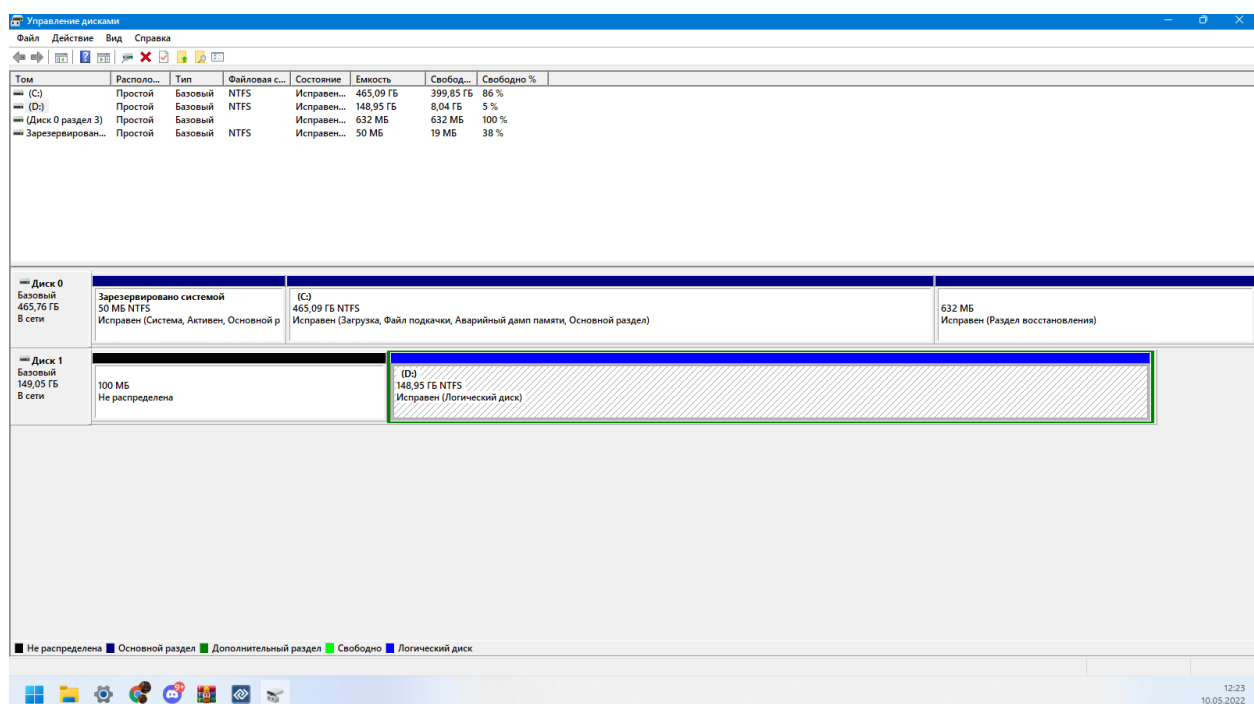 Управление дисками
Файл Действие Вид Справка
Том Располо... Тип Файловая с... Состояние Емкость Свобод... Свободно %
(C:) Простой Базовый NTFS Исправен... 465,09 ГБ 399,85 ГБ 86 %
(D:) Простой Базовый NTFS Исправен... 148,95 ГБ 8,04 ГБ 5 %
(Диск 0 раздел 3) Простой Базовый Исправен... 632 МБ 632 МБ 100 %
Зарезервирован... Простой Базовый NTFS Исправен... 50 МБ 19 МБ 38 %
Диск 0
Базовый
465,76 ГБ
В сети
Зарезервировано системой
50 МБ NTFS
Исправен (Система, Активен, Основной р
(C:)
465,09 ГБ NTFS
Исправен (Загрузка, Файл подкачки, Аварийный дамп памяти, Основной раздел)
632 МБ
Исправен (Раздел восстановления)
Диск 1
Базовый
149,05 ГБ
В сети
100 МБ
Не распределена
(D:)
148,95 ГБ NTFS
Исправен (Логический диск)
Не распределена Основной раздел Дополнительный раздел Свободно Логический диск
9+
12:23
10.05.2022